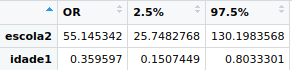 OR 2.5% 97.5%
escola2 55.145342 25.7482768 130.1983568
idade1 0.359597 0.1507449 0.8033301